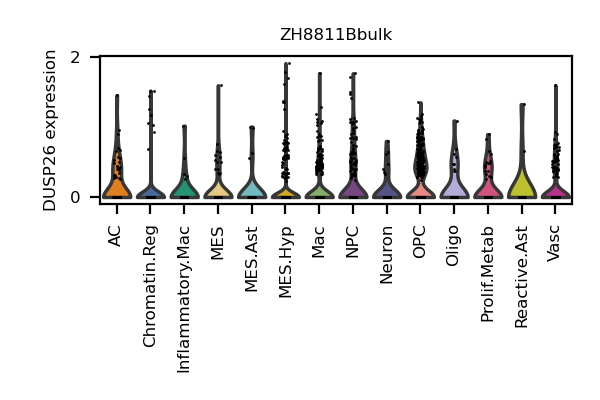 ZH8811Bbulk
DUSP26 expression
2
0
AC
Chromatin.Reg
Inflammatory.Mac
MES
MES.Ast
MES.Hyp
Mac
NPC
Neuron
OPC
Oligo
Prolif.Metab
Reactive.Ast
Vasc